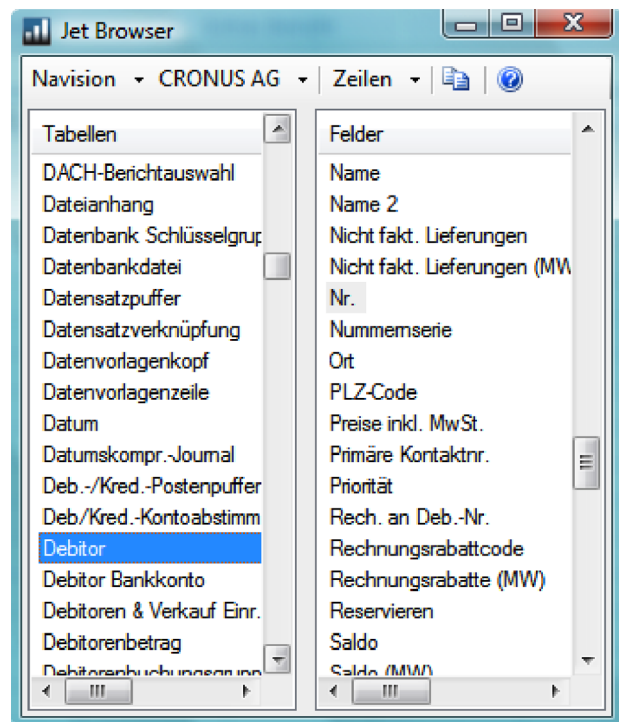 Jet Browser
Navision CRONUS AG Zeilen
Tabellen
DACH-Berichtauswahl
Dateianhang
Datenbank Schlüsselgrup
Datenbankdatei
Datensatzpuffer
Datensatzverknüpfung
Datenvorlagenkopf
Datenvorlagenzeile
Datum
Datumskompr.-Journal
Deb.-/Kred.-Postenpuffer
Deb/Kred.-Kontoabstimm
Debitor
Debitor Bankkonto
Debitoren & Verkauf Einr.
Debitorenbetrag
Debitorenbuchungsgrupp
Felder
Name
Name 2
Nicht fakt. Lieferungen
Nicht fakt. Lieferungen (MW
Nr.
Nummernserie
Ort
PLZ-Code
Preise inkl. MwSt.
Primäre Kontaktnr.
Priorität
Rech. an Deb.-Nr.
Rechnungsrabattcode
Rechnungsrabatte (MW)
Reservieren
Saldo
Saldo (MW)